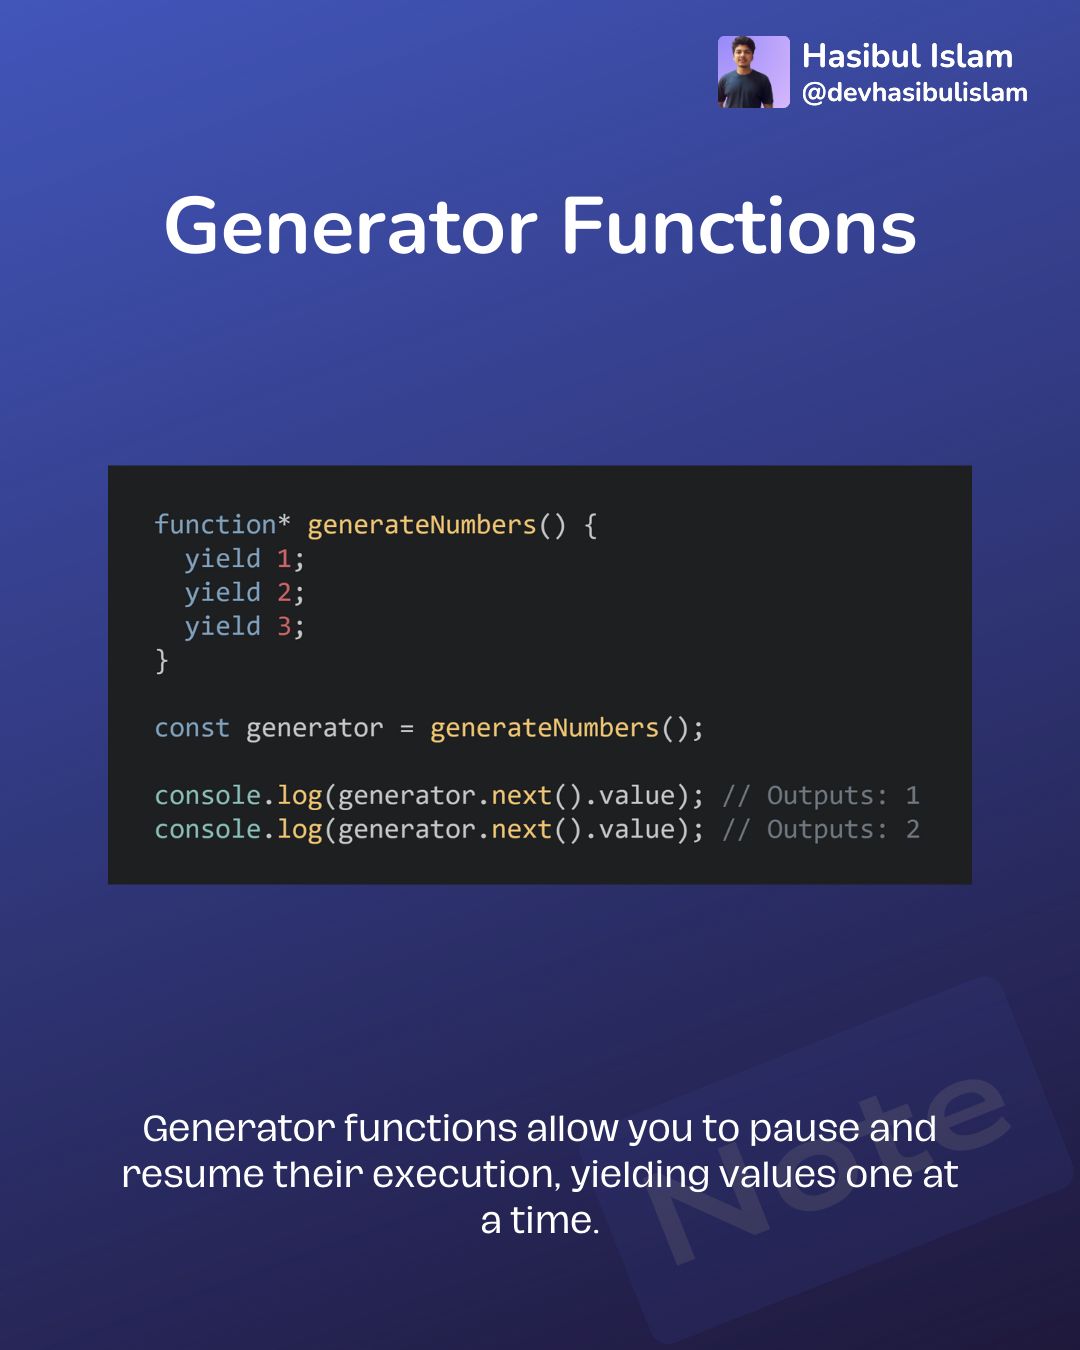 Hasibul Islam
@devhasibulislam
Generator Functions
function* generateNumbers() {
  yield 1;
  yield 2;
  yield 3;
}
const generator = generateNumbers();
console.log(generator.next().value); // Outputs: 1
console.log(generator.next().value); // Outputs: 2
Generator functions allow you to pause and
resume their execution, yielding values one at
a time.
Note